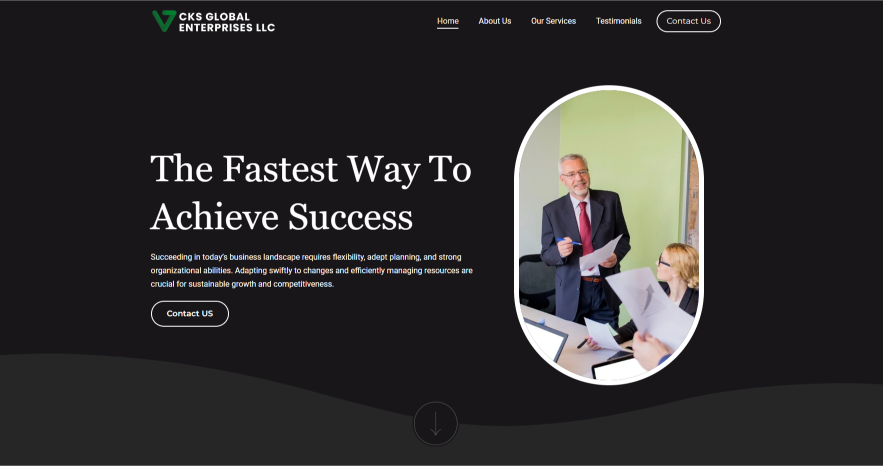 CKS GLOBAL
ENTERPRISES LLC
Home About Us Our Services Testimonials Contact Us
The Fastest Way To
Achieve Success
Succeeding in today's business landscape requires flexibility, adept planning, and strong
organizational abilities. Adapting swiftly to changes and efficiently managing resources are
crucial for sustainable growth and competitiveness.
Contact US